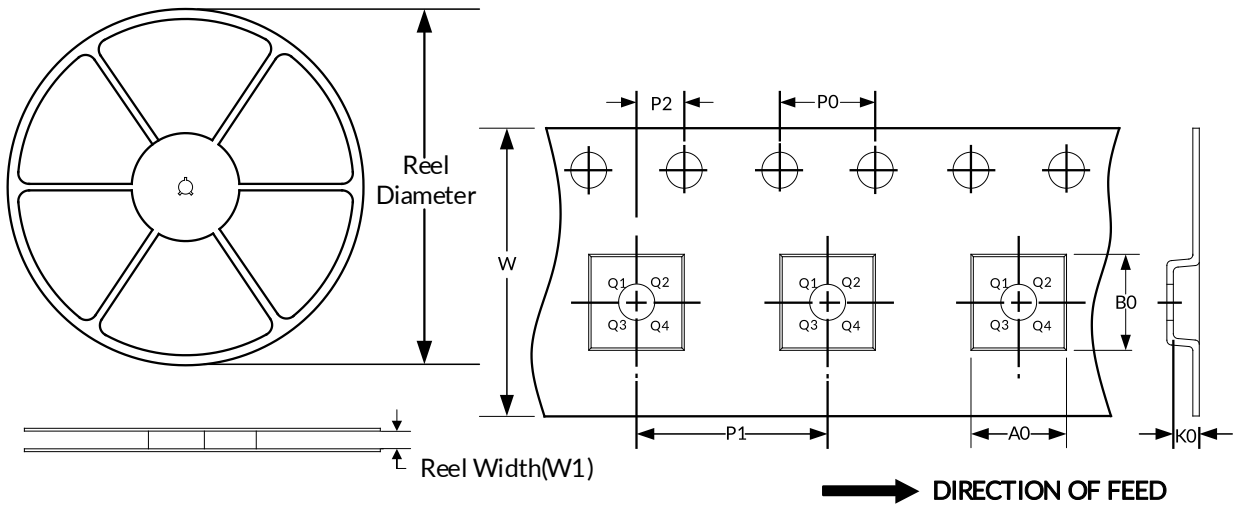 P2
P0
Reel
Diameter
W
Q1 Q2
Q3 Q4
Q1 Q2
Q3 Q4
Q1 Q2
Q3 Q4
B0
P1
A0
K0
Reel Width(W1)
DIRECTION OF FEED